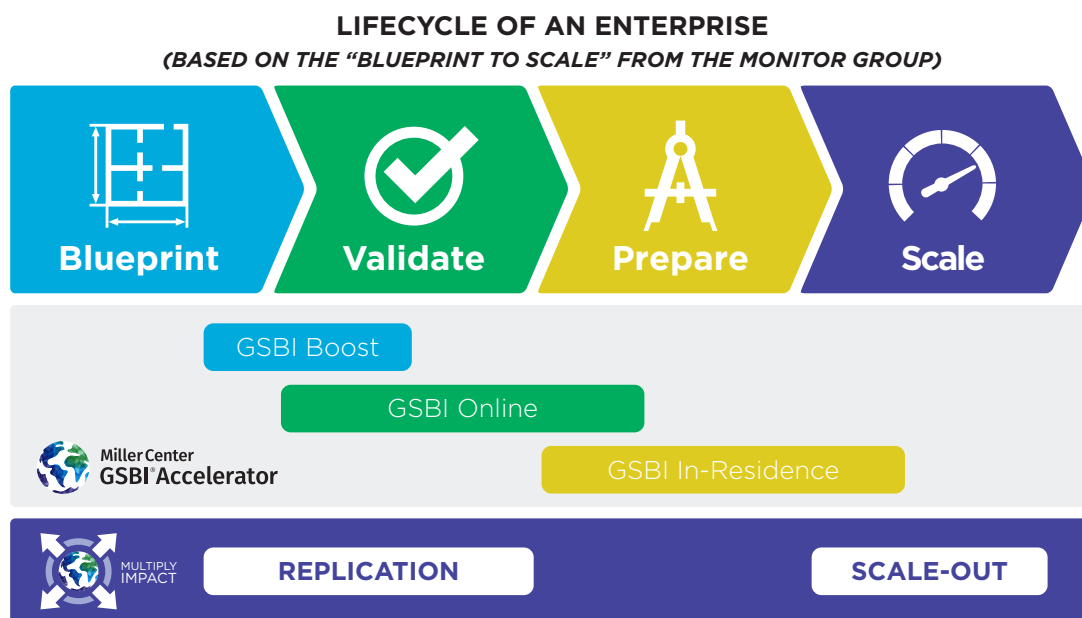 LIFECYCLE OF AN ENTERPRISE
(BASED ON THE “BLUEPRINT TO SCALE” FROM THE MONITOR GROUP)
Blueprint
Validate
Prepare
Scale
GSBI Boost
GSBI Online
GSBI In-Residence
Miller Center
GSBI® Accelerator
MULTIPLY
IMPACT
REPLICATION
SCALE-OUT